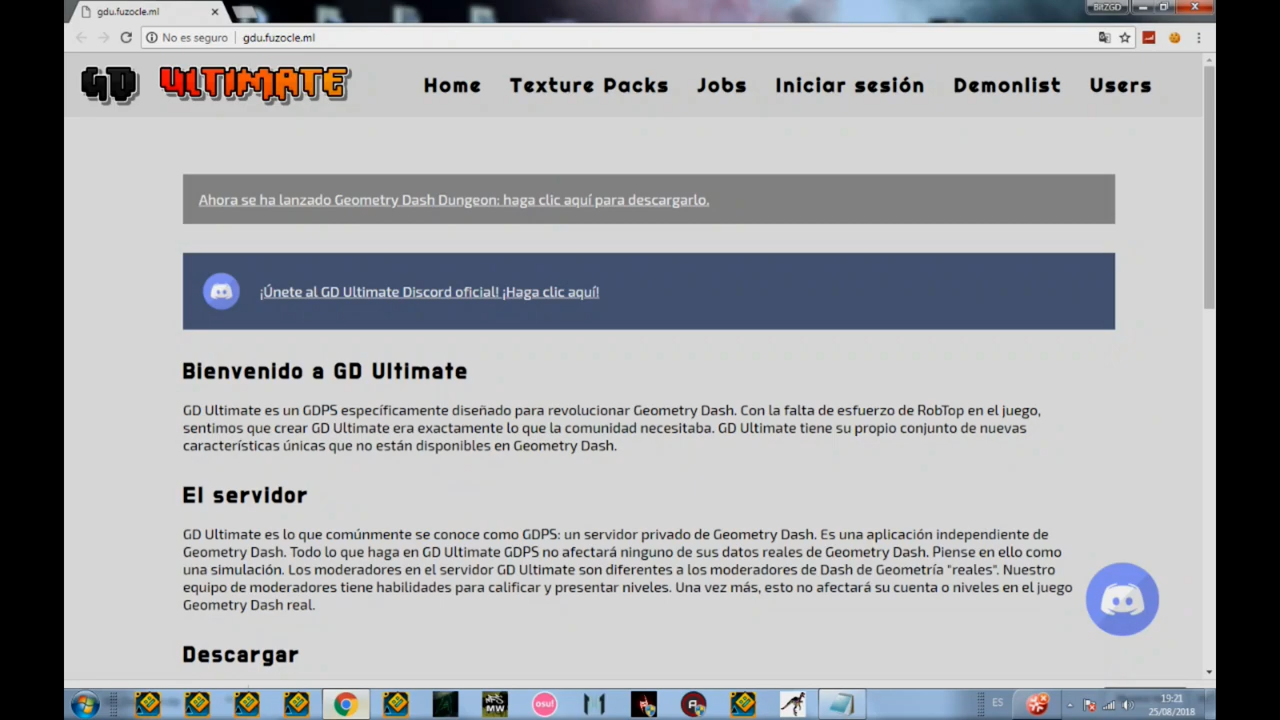 gdu.fuzocle.ml
BitZGD
No es seguro gdu.fuzocle.ml
GD ULTIMATE
Home Texture Packs Jobs Iniciar sesión Demonlist Users
Ahora se ha lanzado Geometry Dash Dungeon: haga clic aquí para descargarlo.
¡Únete al GD Ultimate Discord oficial! ¡Haga clic aquí!
Bienvenido a GD Ultimate
GD Ultimate es un GDPS específicamente diseñado para revolucionar Geometry Dash. Con la falta de esfuerzo de RobTop en el juego,
sentimos que crear GD Ultimate era exactamente lo que la comunidad necesitaba. GD Ultimate tiene su propio conjunto de nuevas
características únicas que no están disponibles en Geometry Dash.
El servidor
GD Ultimate es lo que comúnmente se conoce como GDPS: un servidor privado de Geometry Dash. Es una aplicación independiente de
Geometry Dash. Todo lo que haga en GD Ultimate GDPS no afectará ninguno de sus datos reales de Geometry Dash. Piense en ello como
una simulación. Los moderadores en el servidor GD Ultimate son diferentes a los moderadores de Dash de Geometría "reales". Nuestro
equipo de moderadores tiene habilidades para calificar y presentar niveles. Una vez más, esto no afectará su cuenta o niveles en el juego
Geometry Dash real.
Descargar
MW
osu!
ES
19:21
25/08/2018